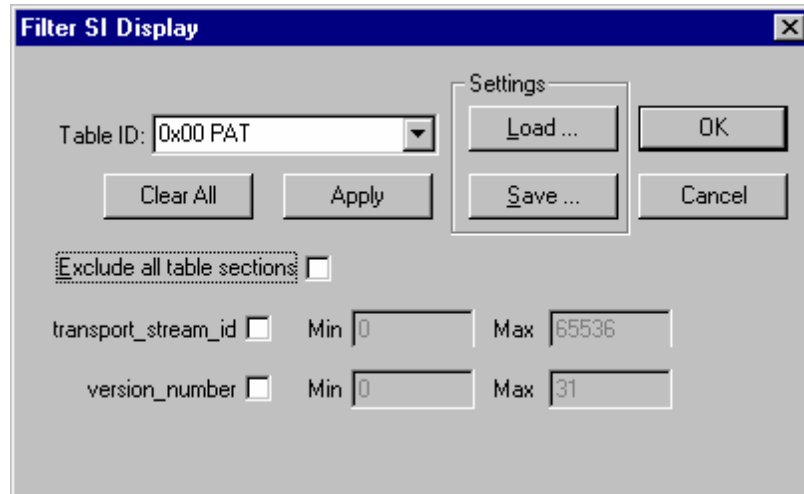 Filter SI Display
Settings
Table ID: 0x00 PAT
Load ...
OK
Clear All
Apply
Save ...
Cancel
Exclude all table sections
transport_stream_id Min 0 Max 65536
version_number Min 0 Max 31